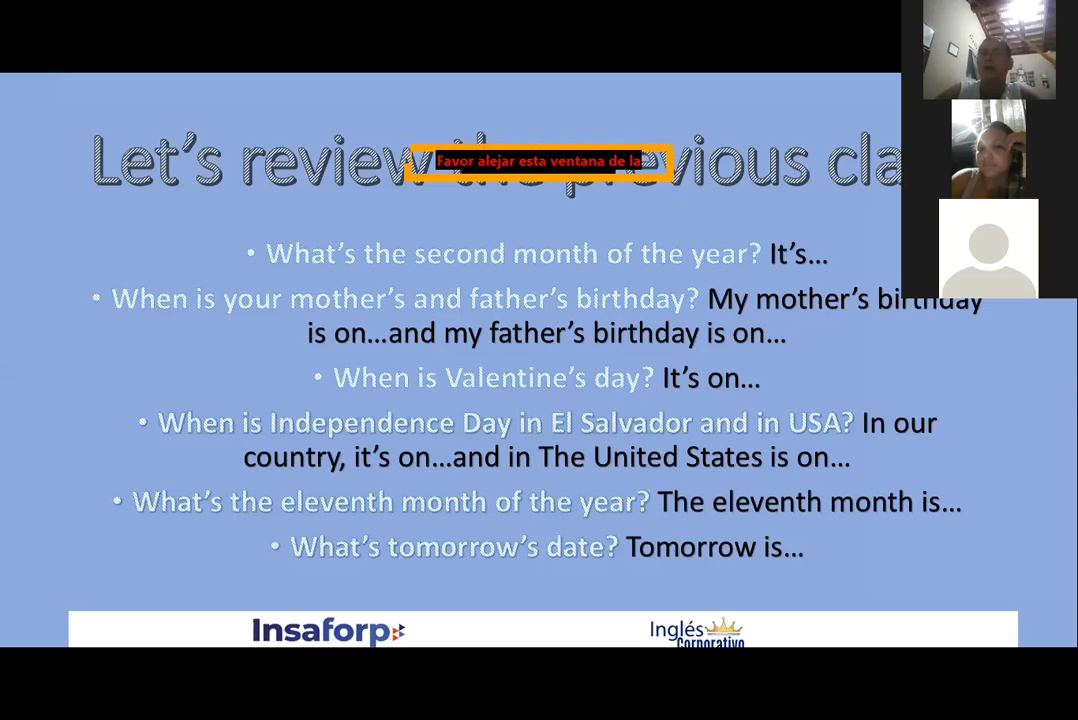 Let's review the previous cla
Favor alejar esta ventana de la
• What's the second month of the year? It's...
• When is your mother's and father's birthday? My mother's birthday
is on...and my father's birthday is on...
• When is Valentine's day? It's on...
• When is Independence Day in El Salvador and in USA? In our
country, it's on...and in The United States is on...
• What's the eleventh month of the year? The eleventh month is...
• What's tomorrow's date? Tomorrow is...
Insaforp
Inglés
Corporativo